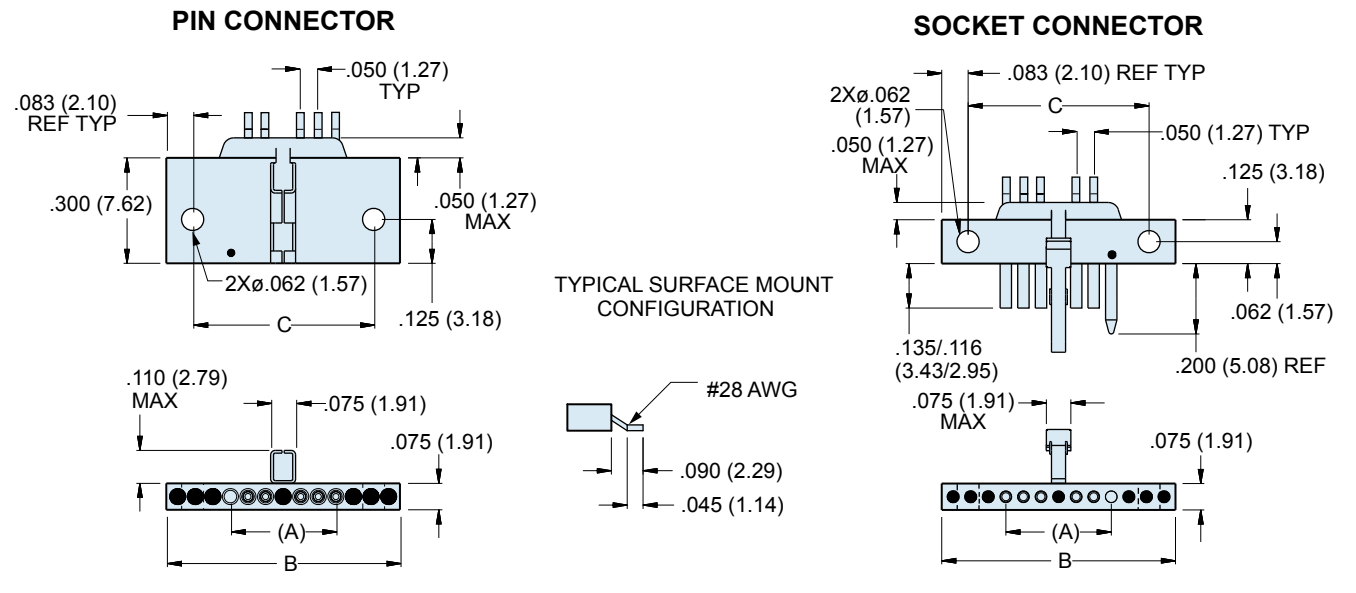 PIN CONNECTOR
.050 (1.27)
TYP
.083 (2.10)
REF TYP
.300 (7.62)
.050 (1.27)
MAX
2Xø.062 (1.57)
C
.125 (3.18)
.110 (2.79)
MAX
.075 (1.91)
.075 (1.91)
(A)
B
TYPICAL SURFACE MOUNT
CONFIGURATION
#28 AWG
.090 (2.29)
.045 (1.14)
SOCKET CONNECTOR
.083 (2.10) REF TYP
2Xø.062
(1.57)
C
.050 (1.27) TYP
.050 (1.27)
MAX
.125 (3.18)
.062 (1.57)
.135/.116
(3.43/2.95)
.200 (5.08) REF
.075 (1.91)
MAX
.075 (1.91)
(A)
B